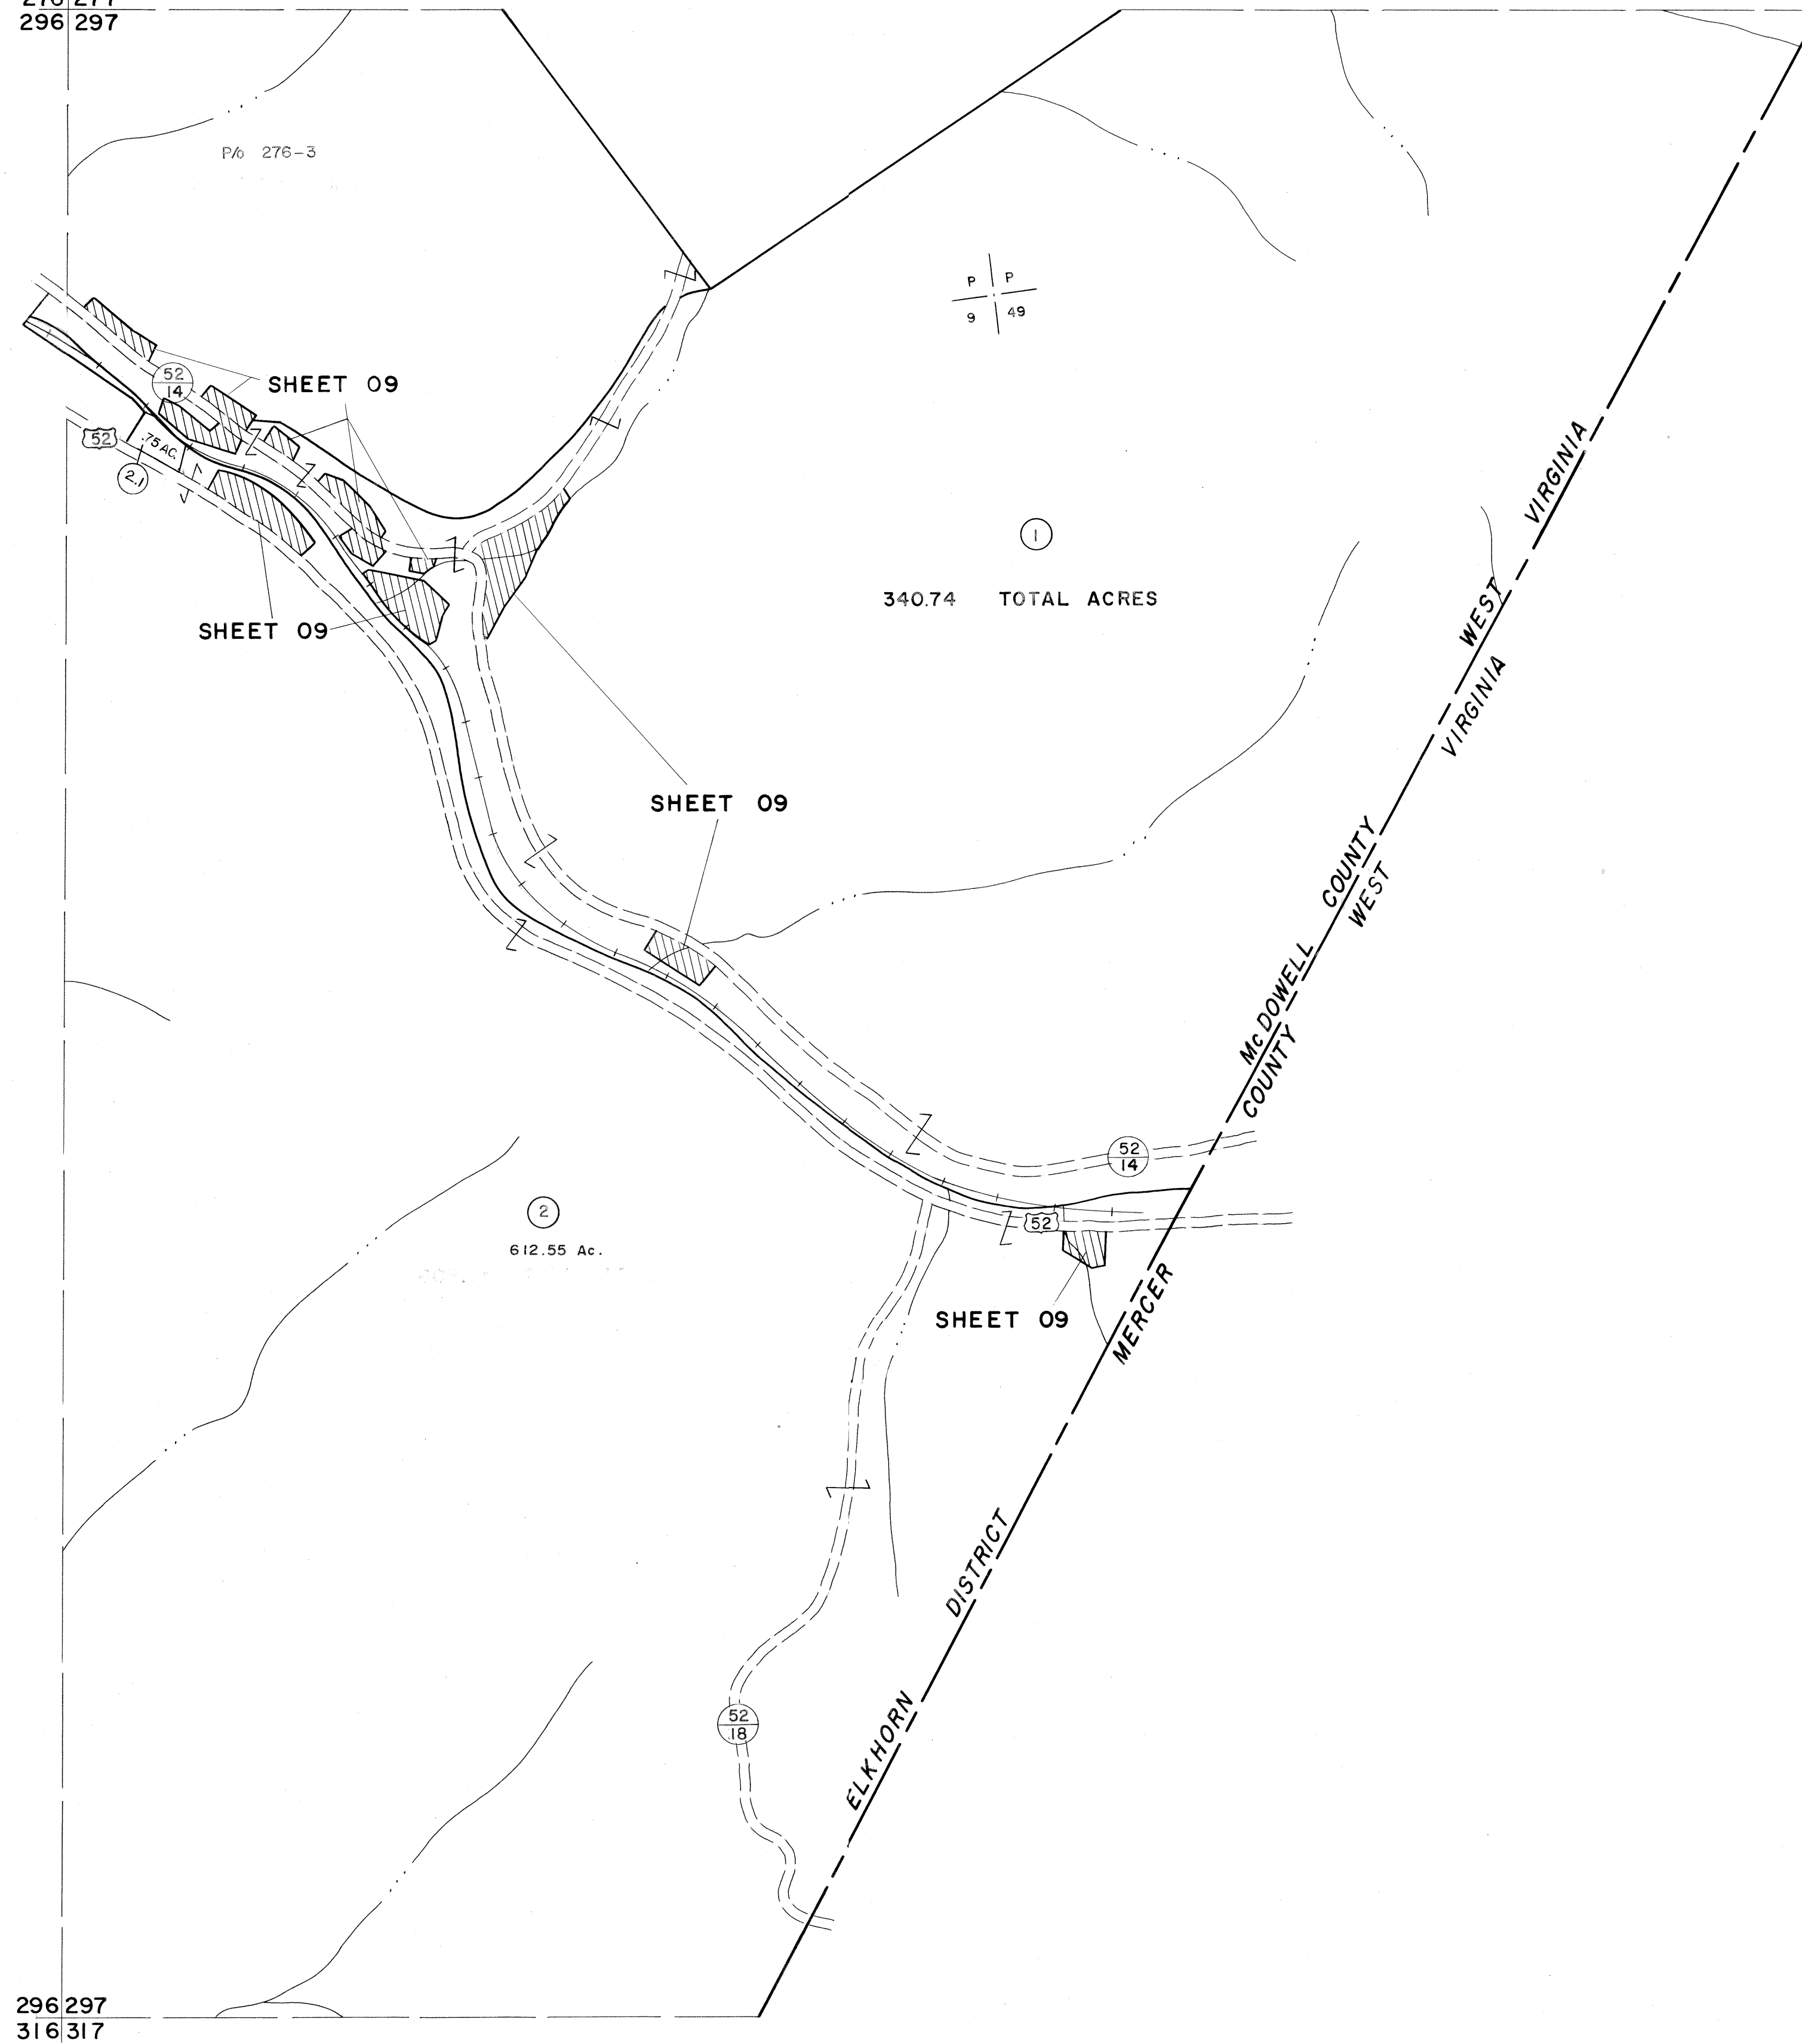 276 277
296 297
P/o 276-3
P P
9 49
52
14
SHEET 09
52
.75 AC.
2.1
1
340.74 TOTAL ACRES
SHEET 09
McDOWELL COUNTY WEST VIRGINIA
MERCER COUNTY WEST VIRGINIA
SHEET 09
52
14
2
612.55 Ac.
52
SHEET 09
ELKHORN DISTRICT
52
18
296 297
316 317